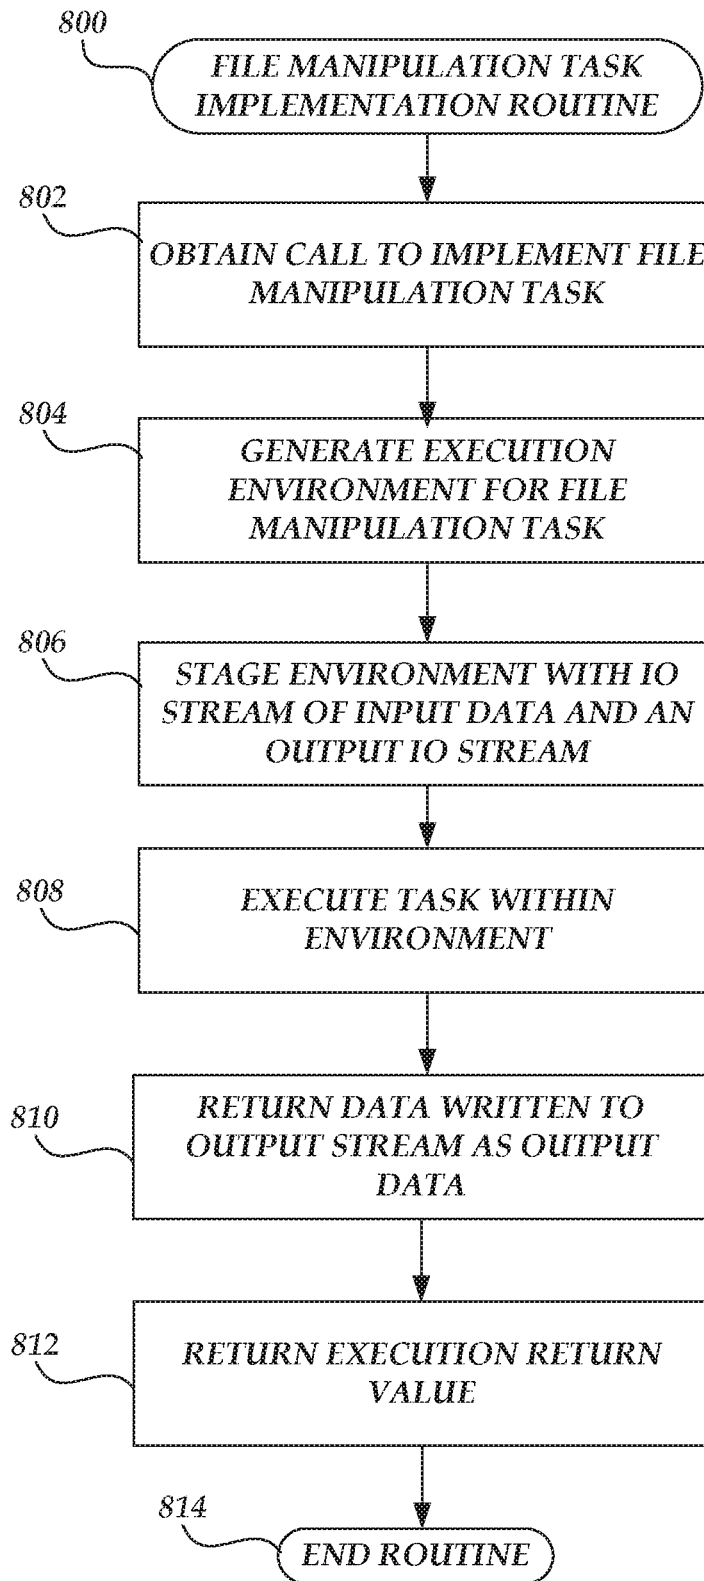 800
FILE MANIPULATION TASK
IMPLEMENTATION ROUTINE
802
OBTAIN CALL TO IMPLEMENT FILE
MANIPULATION TASK
804
GENERATE EXECUTION
ENVIRONMENT FOR FILE
MANIPULATION TASK
806
STAGE ENVIRONMENT WITH IO
STREAM OF INPUT DATA AND AN
OUTPUT IO STREAM
808
EXECUTE TASK WITHIN
ENVIRONMENT
810
RETURN DATA WRITTEN TO
OUTPUT STREAM AS OUTPUT
DATA
812
RETURN EXECUTION RETURN
VALUE
814
END ROUTINE